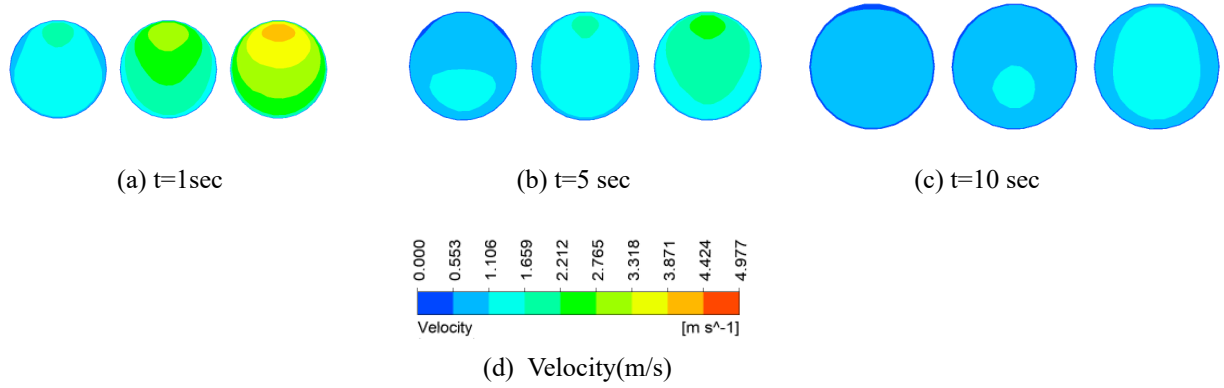 (a) t=1sec
(b) t=5 sec
(c) t=10 sec
0.000 0.553 1.106 1.659 2.212 2.765 3.318 3.871 4.424 4.977
Velocity [m s^-1]
(d) Velocity(m/s)